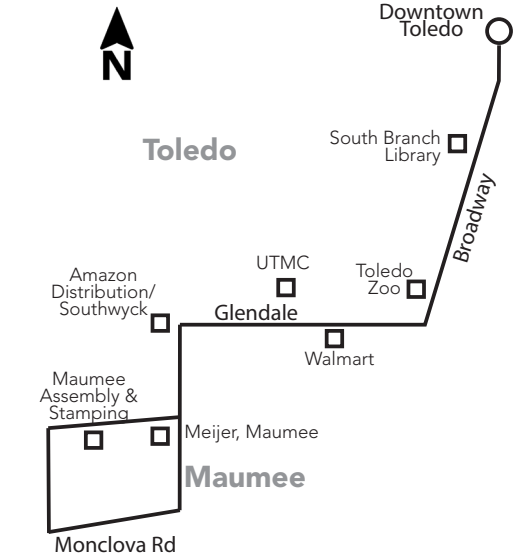 Downtown
Toledo
N
South Branch
Library
Toledo
Broadway
UTMC
Toledo
Zoo
Amazon
Distribution/
Southwyck
Glendale
Walmart
Maumee
Assembly &
Stamping
Meijer, Maumee
Maumee
Monclova Rd